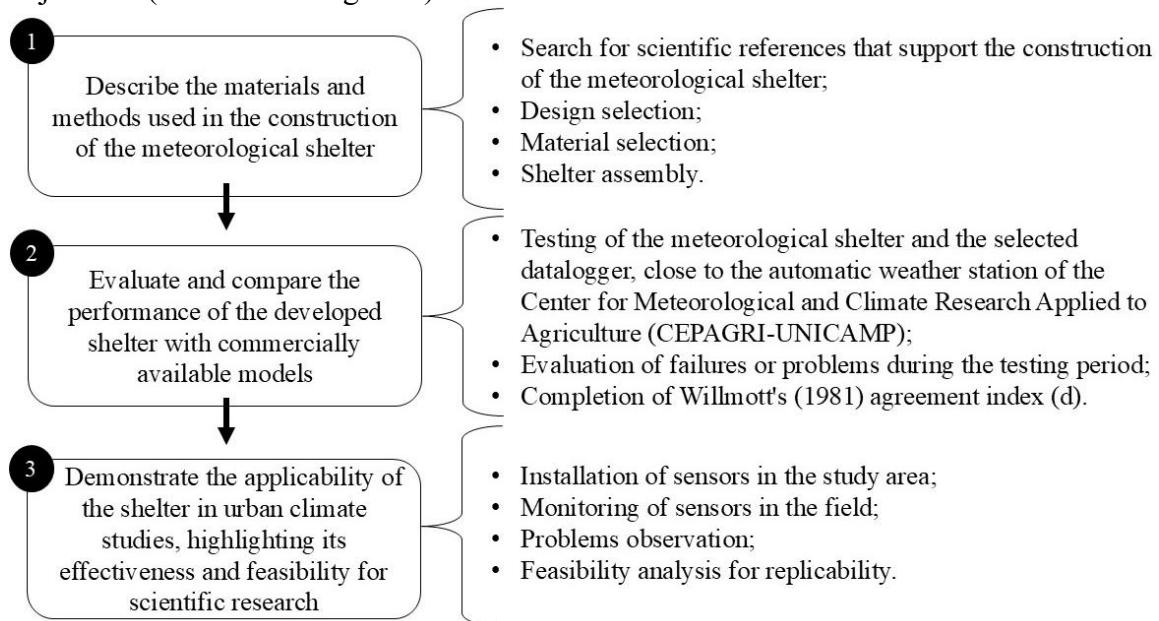 1
Describe the materials and
methods used in the construction
of the meteorological shelter
• Search for scientific references that support the construction
of the meteorological shelter;
• Design selection;
• Material selection;
• Shelter assembly.
2
Evaluate and compare the
performance of the developed
shelter with commercially
available models
• Testing of the meteorological shelter and the selected
datalogger, close to the automatic weather station of the
Center for Meteorological and Climate Research Applied to
Agriculture (CEPAGRI-UNICAMP);
• Evaluation of failures or problems during the testing period;
• Completion of Willmott's (1981) agreement index (d).
3
Demonstrate the applicability of
the shelter in urban climate
studies, highlighting its
effectiveness and feasibility for
scientific research
• Installation of sensors in the study area;
• Monitoring of sensors in the field;
• Problems observation;
• Feasibility analysis for replicability.